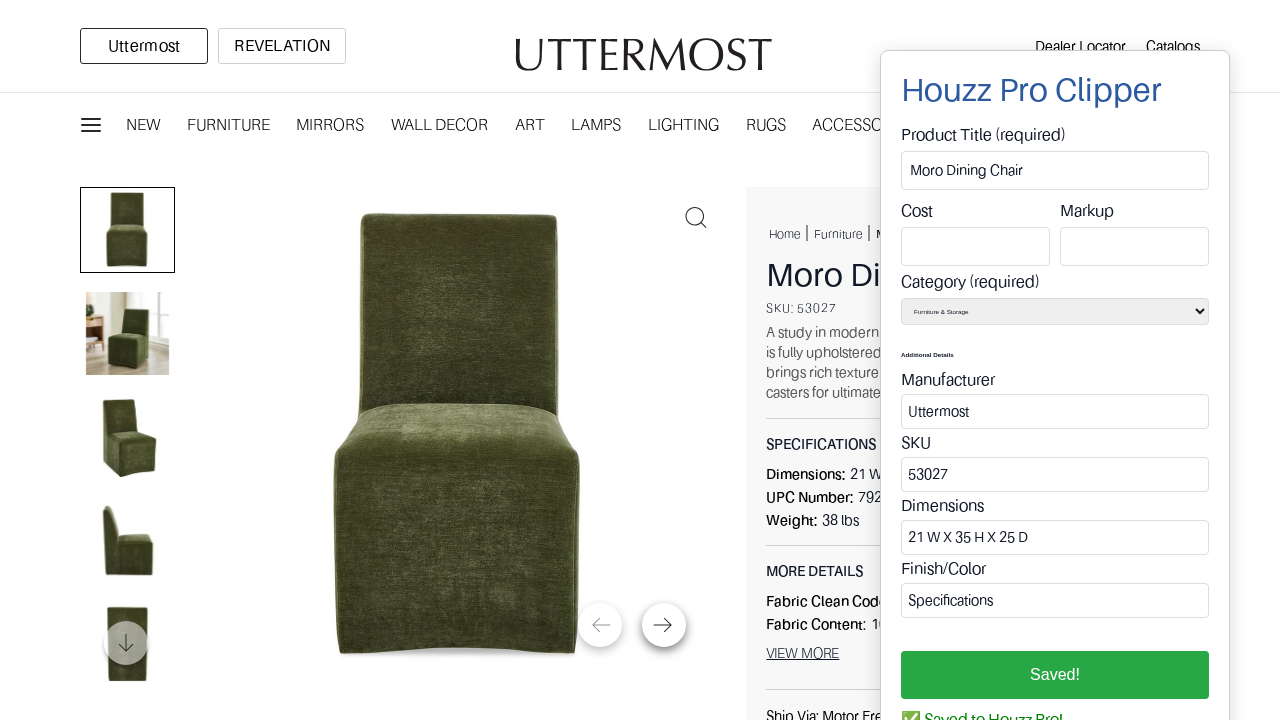 Uttermost
REVELATION
UTTERMOST
Dealer Locator
Catalogs
NEW
FURNITURE
MIRRORS
WALL DECOR
ART
LAMPS
LIGHTING
RUGS
ACCESSO
Home
Furniture
Moro Di
SKU: 53027
A study in modern
is fully upholstered
brings rich texture
casters for ultimate
SPECIFICATIONS
Dimensions: 21 W
UPC Number: 792
Weight: 38 lbs
MORE DETAILS
Fabric Clean Code
Fabric Content: 10
VIEW MORE
Ship Via: Motor Fre
Houzz Pro Clipper
Product Title (required)
Moro Dining Chair
Cost
Markup
Category (required)
Furniture & Storage
Additional Details
Manufacturer
Uttermost
SKU
53027
Dimensions
21 W X 35 H X 25 D
Finish/Color
Specifications
Saved!
✅ Saved to Houzz Pro!